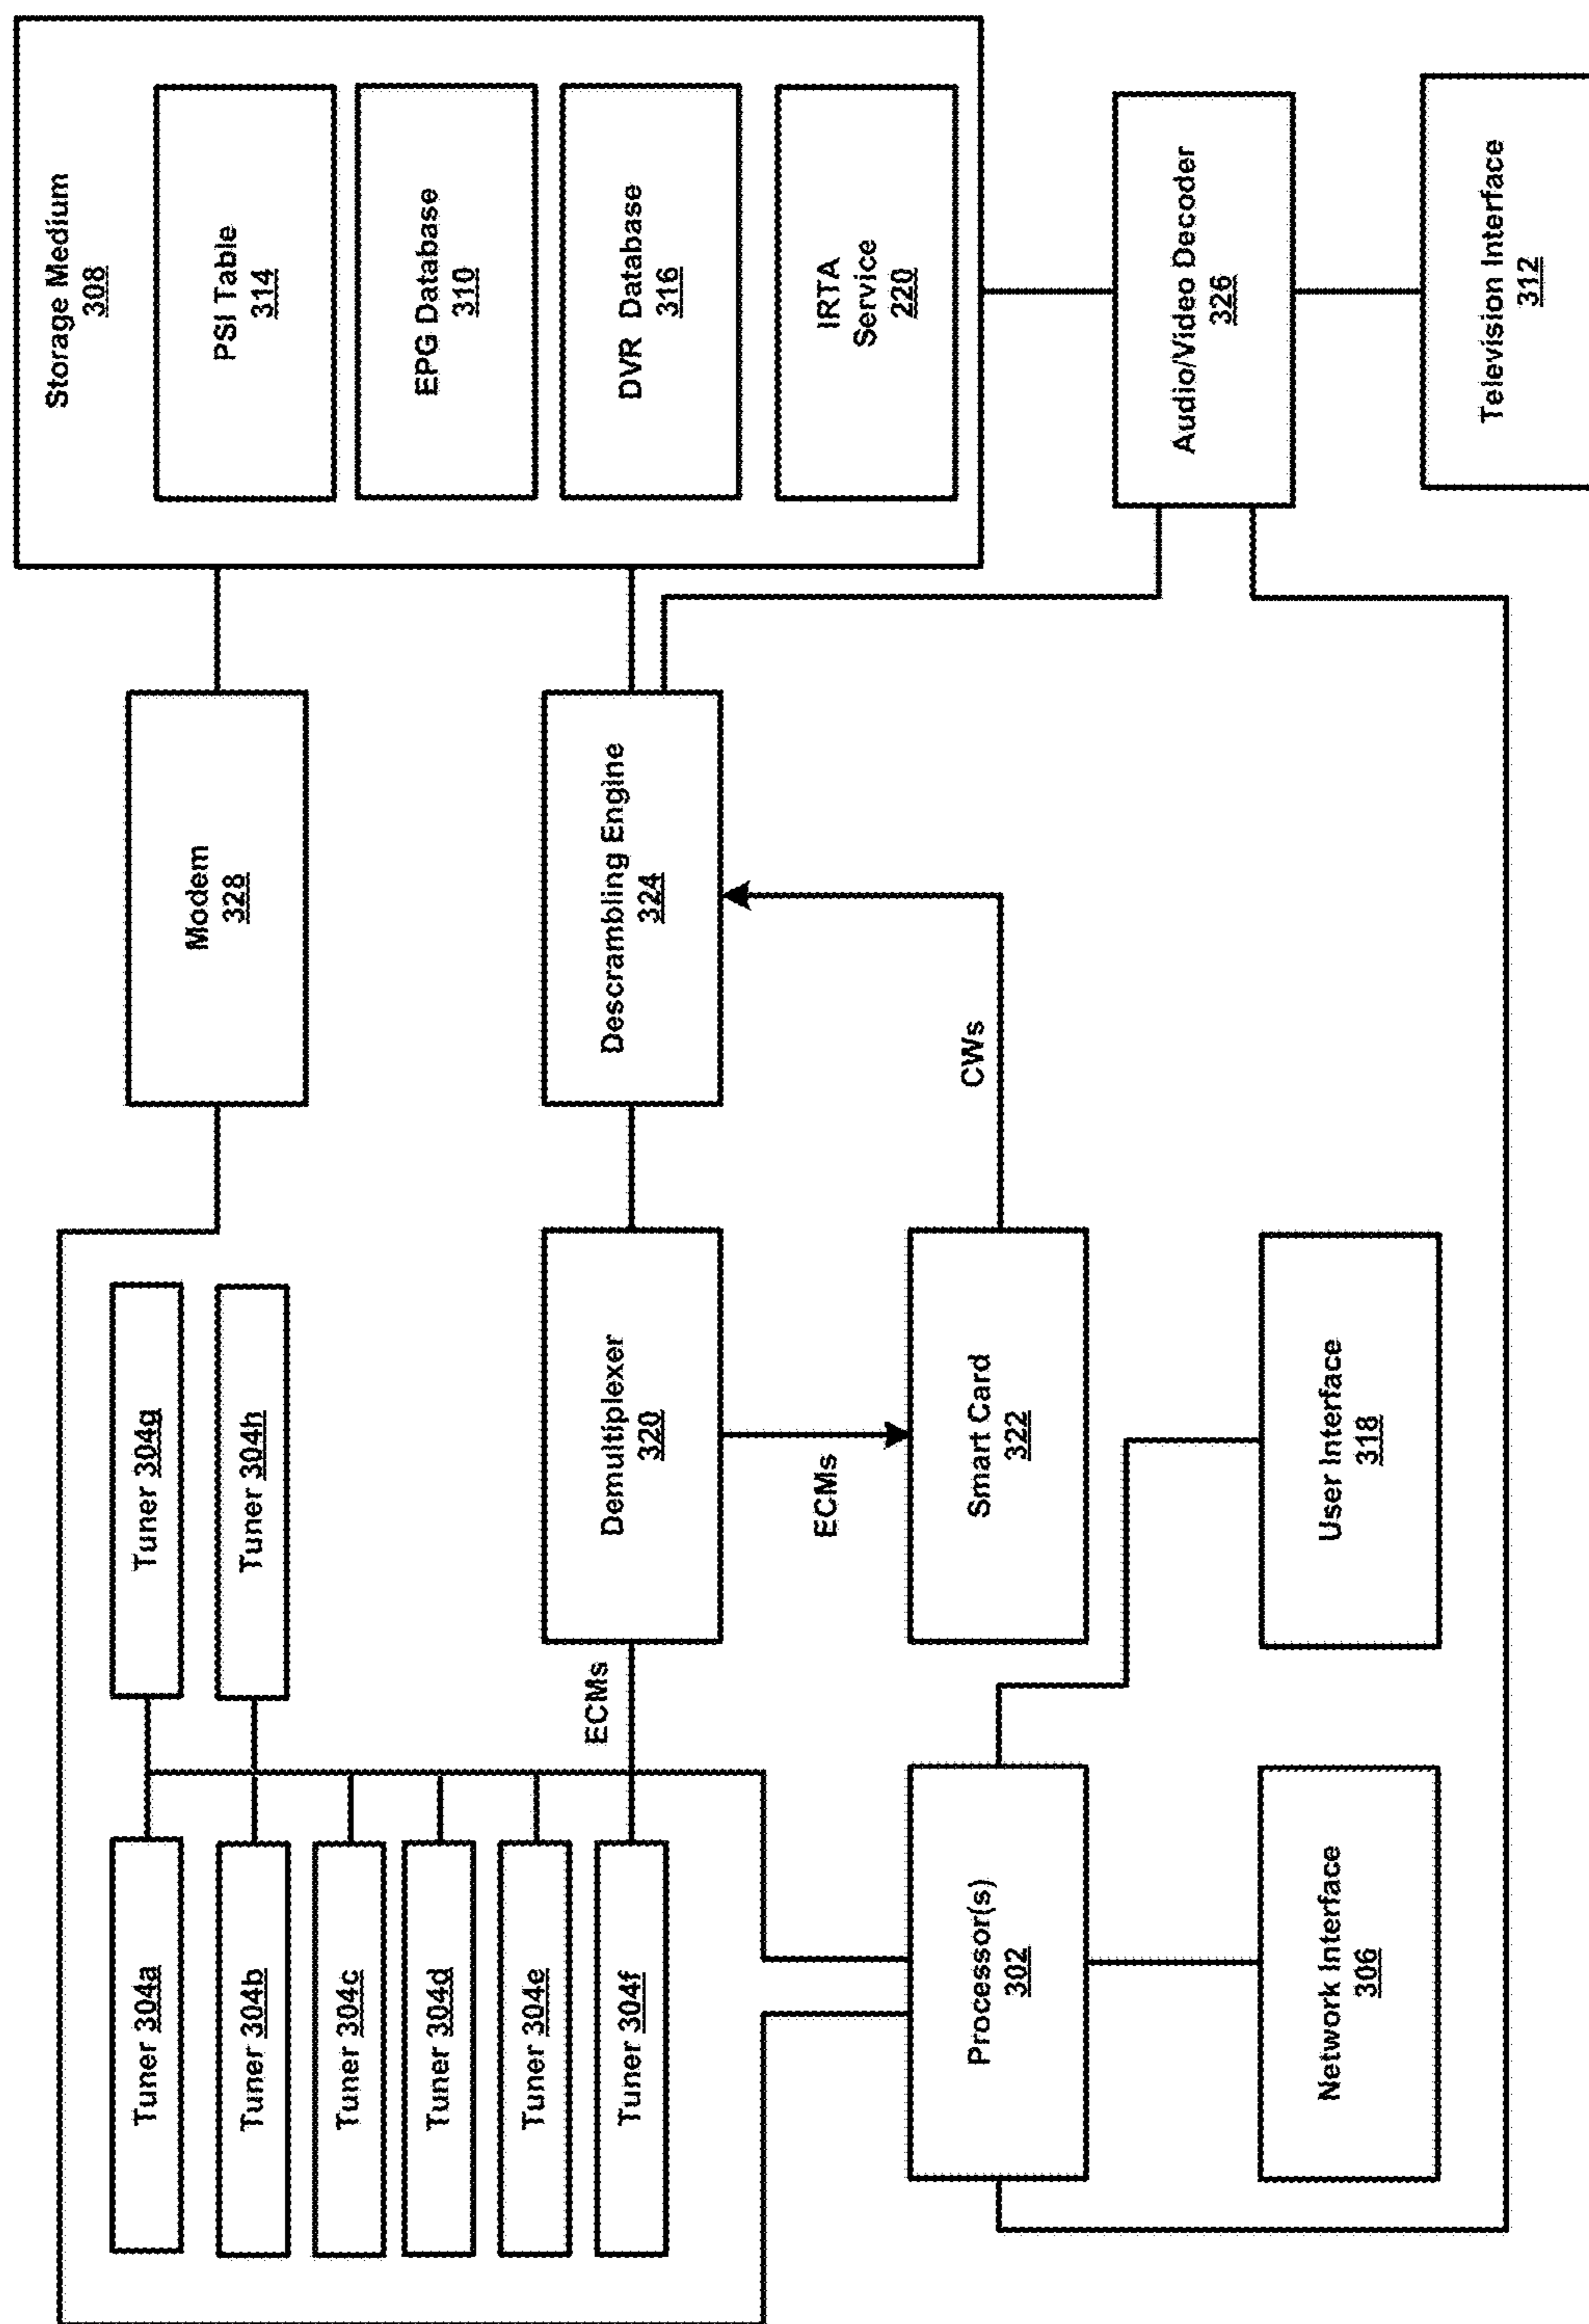 Tuner 304a
Tuner 304b
Tuner 304c
Tuner 304d
Tuner 304e
Tuner 304f
Tuner 304g
Tuner 304h
Modem
328
Storage Medium
308
PSI Table
314
EPG Database
310
DVR Database
316
IRTA
Service
220
ECMs
Demultiplexer
320
Descrambling Engine
324
ECMs
CWs
Processor(s)
302
Smart Card
322
Audio/Video Decoder
326
Network Interface
306
User Interface
318
Television Interface
312